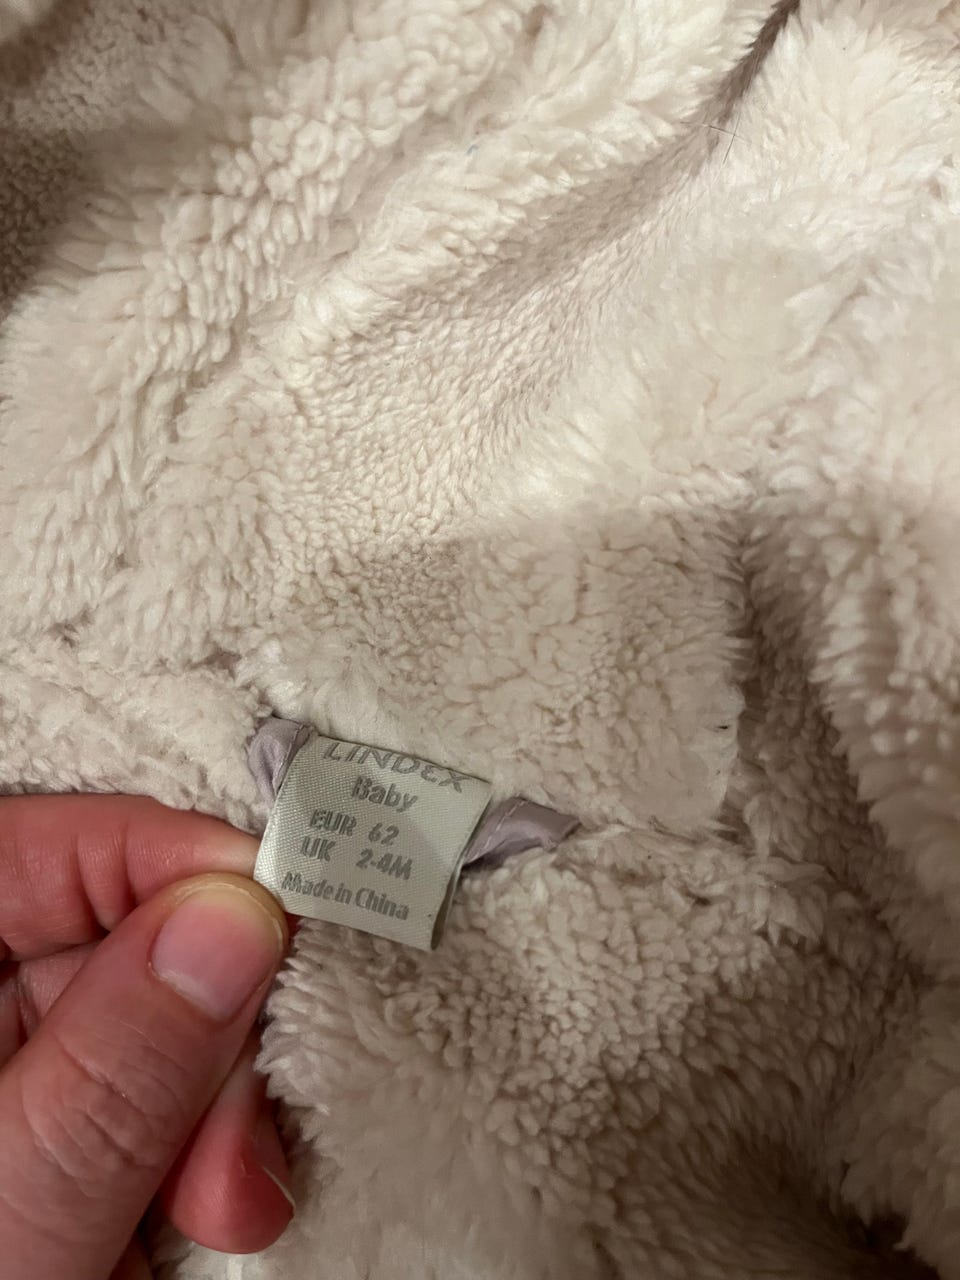 LINDEX
Baby
EUR 62
UK 2-4M
Made in China